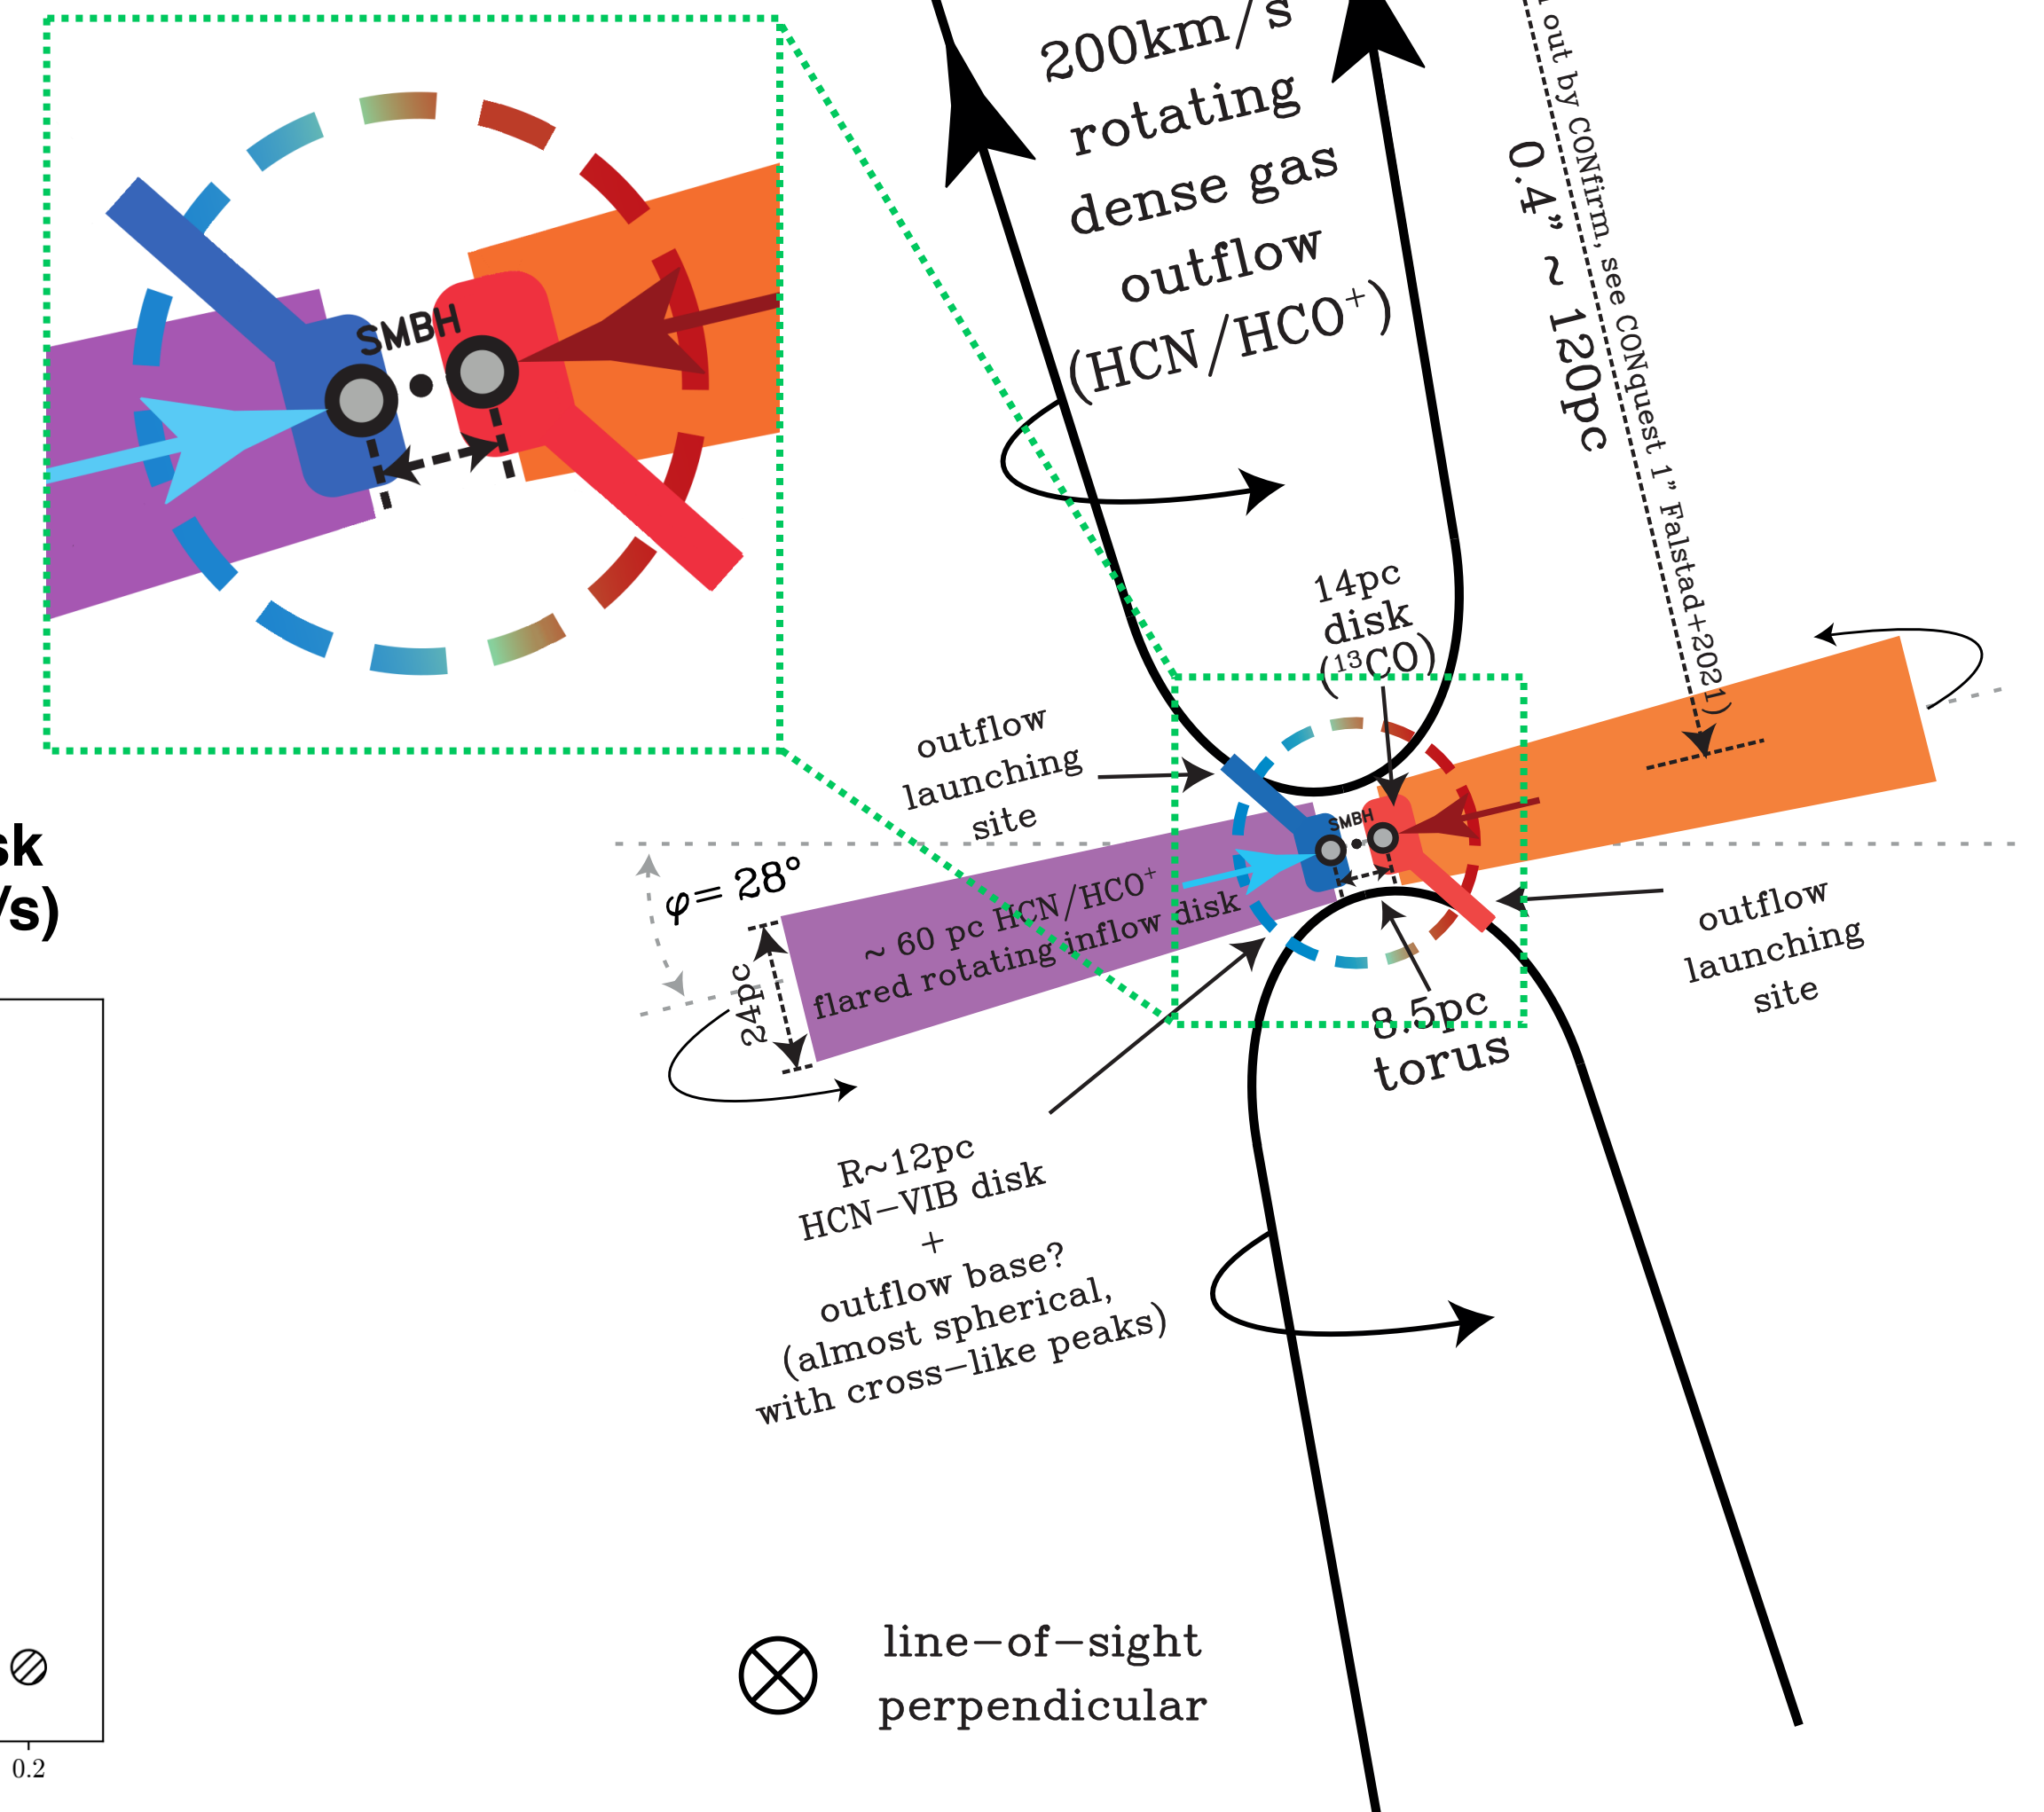 200km/s
rotating
dense gas
outflow
(HCN/HCO⁺)
out by CONfirm, see CONquest 1” Falstad+2021)
0.4” ~ 120pc
SMBH
14pc
disk
(¹³CO)
outflow
launching
site
SMBH
φ= 28°
~ 60 pc HCN/HCO⁺
flared rotating inflow disk
24pc
outflow
launching
site
8.5pc
torus
R~12pc
HCN–VIB disk
+
outflow base?
(almost spherical,
with cross–like peaks)
line–of–sight
perpendicular
sk
/s)
0.2